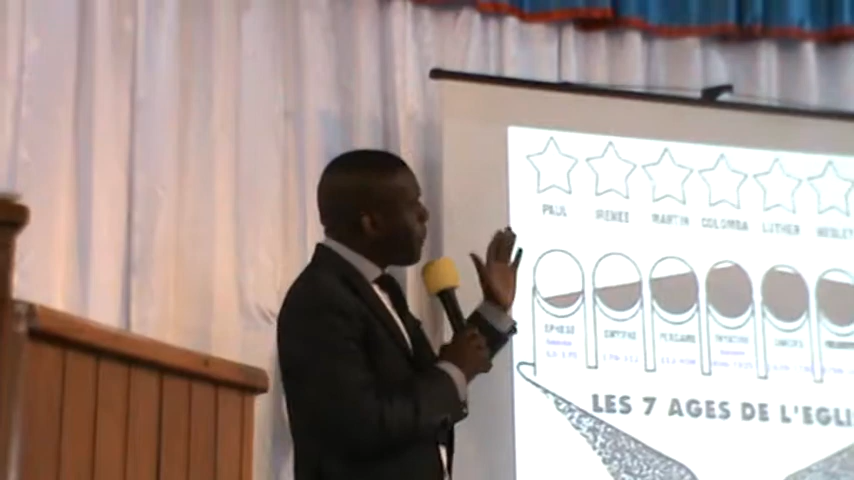 PAUL IRENEE MARTIN COLOMBA LUTHER WESLEY
EPHESE SMYRNE PERGAME THYATIRE SARDES
LES 7 AGES DE L'EGLI